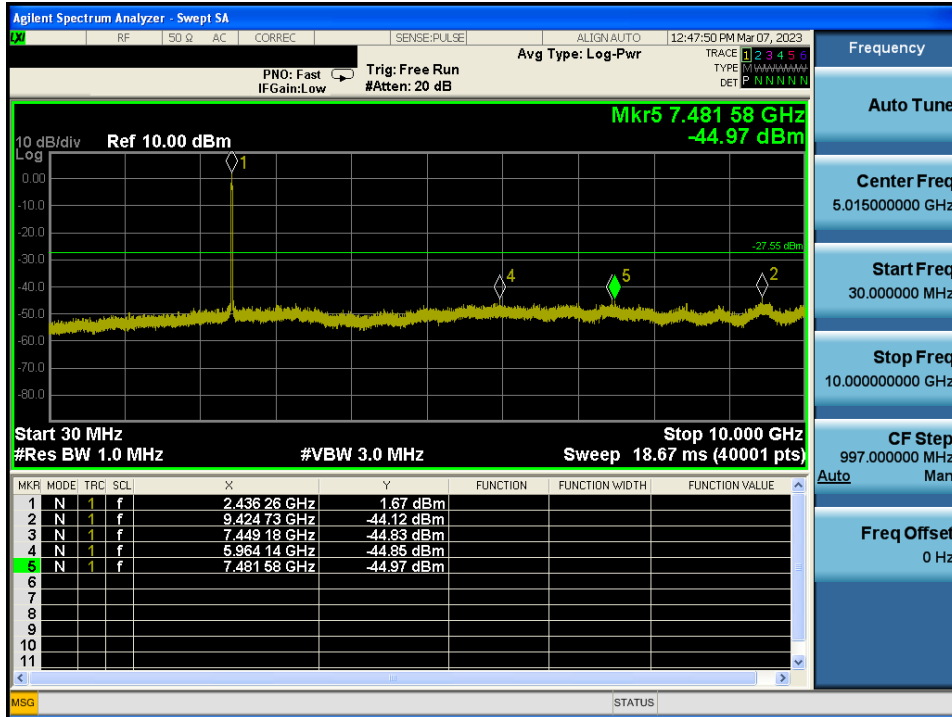 Agilent Spectrum Analyzer - Swept SA
LXI RF 50 Ω AC CORREC SENSE:PULSE ALIGN AUTO 12:47:50 PM Mar 07, 2023
Frequency
PNO: Fast
IFGain:Low
Trig: Free Run
#Atten: 20 dB
Avg Type: Log-Pwr
TRACE 1 2 3 4 5 6
TYPE MWWWWW
DET P N N N N N
Auto Tune
Mkr5 7.481 58 GHz
-44.97 dBm
10 dB/div Ref 10.00 dBm
Log
0.00
-10.0
-20.0
-30.0
-40.0
-50.0
-60.0
-70.0
-80.0
1
4
5
2
-27.55 dBm
Center Freq
5.015000000 GHz
Start Freq
30.000000 MHz
Stop Freq
10.000000000 GHz
Start 30 MHz Stop 10.000 GHz
#Res BW 1.0 MHz #VBW 3.0 MHz Sweep 18.67 ms (40001 pts)
CF Step
997.000000 MHz
Auto Man
MKR MODE TRC SCL X Y FUNCTION FUNCTION WIDTH FUNCTION VALUE
1 N 1 f 2.436 26 GHz 1.67 dBm
2 N 1 f 9.424 73 GHz -44.12 dBm
3 N 1 f 7.449 18 GHz -44.83 dBm
4 N 1 f 5.964 14 GHz -44.85 dBm
5 N 1 f 7.481 58 GHz -44.97 dBm
6
7
8
9
10
11
Freq Offset
0 Hz
MSG STATUS